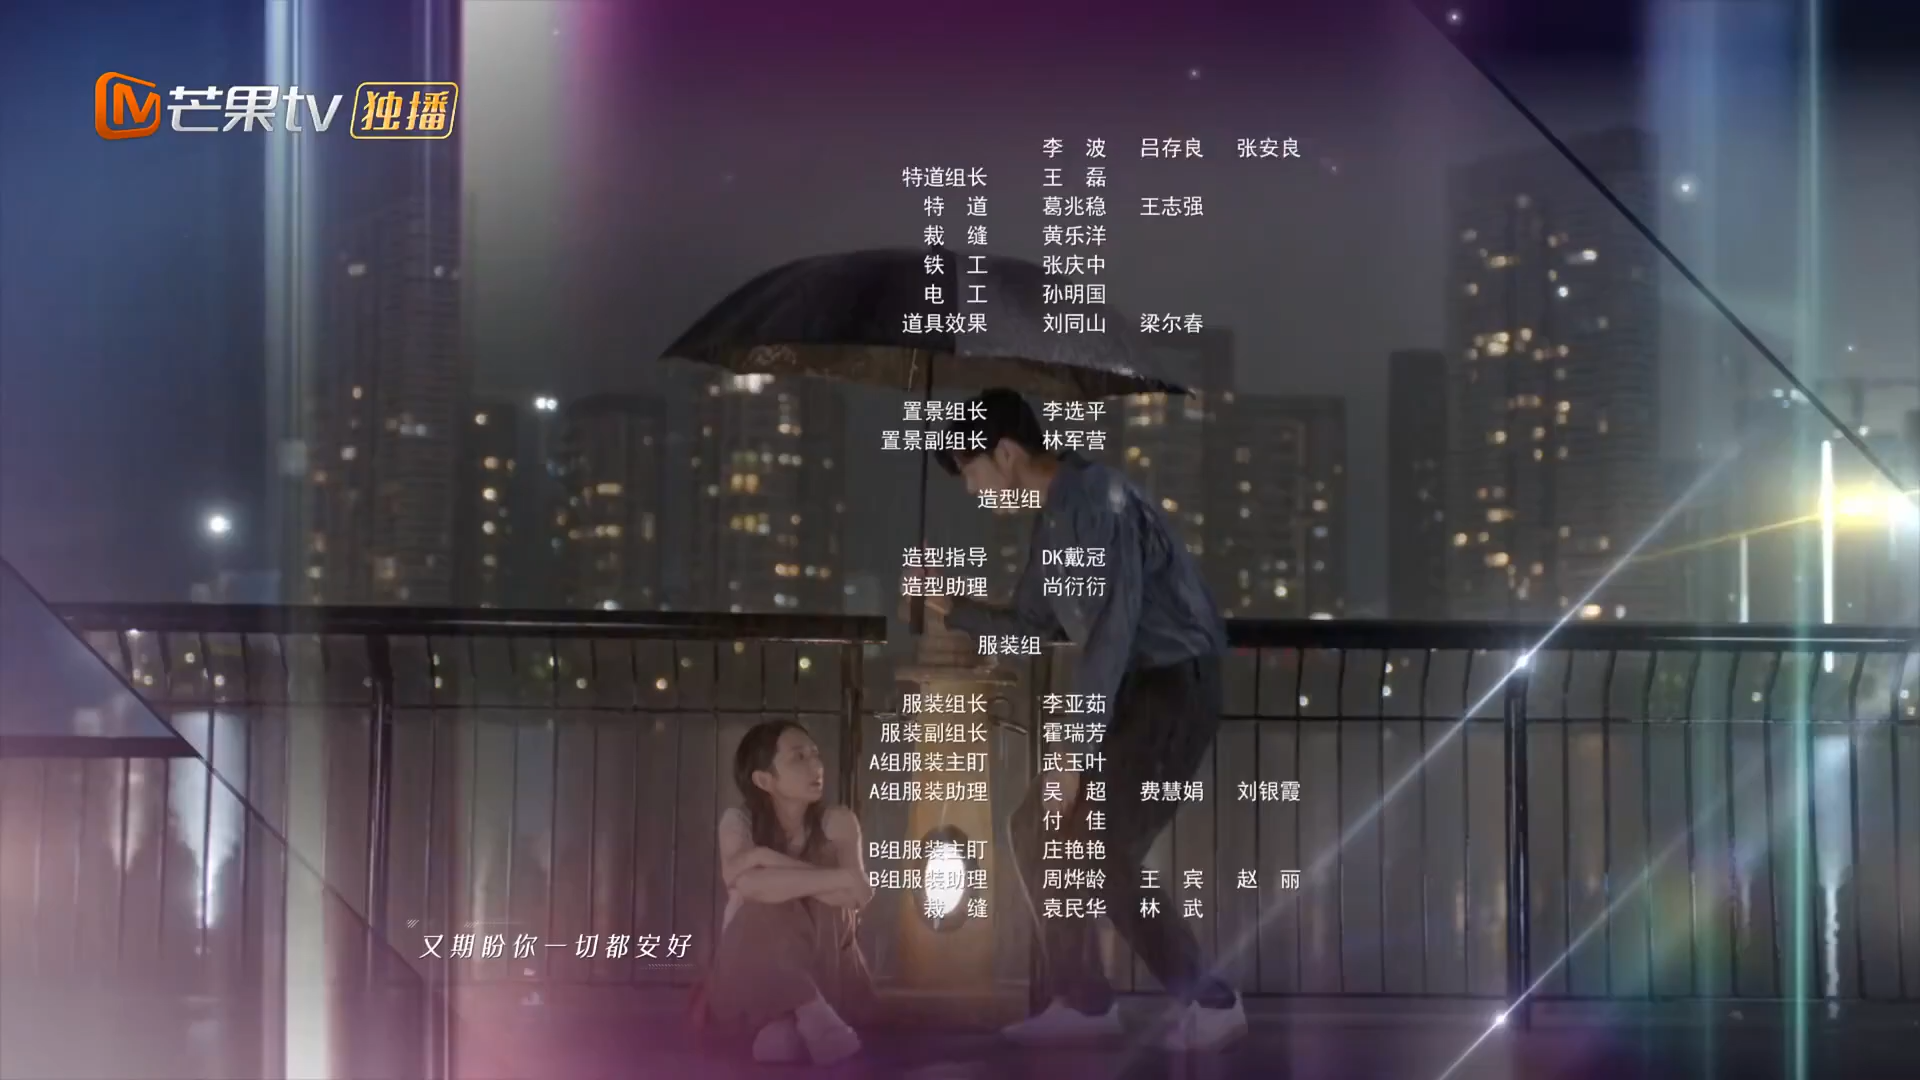 芒果tv 独播
李 波 吕存良 张安良
特道组长 王 磊
特 道 葛兆稳 王志强
裁 缝 黄乐洋
铁 工 张庆中
电 工 孙明国
道具效果 刘同山 梁尔春
置景组长 李选平
置景副组长 林军营
造型组
造型指导 DK戴冠
造型助理 尚衍衍
服装组
服装组长 李亚茹
服装副组长 霍瑞芳
A组服装主盯 武玉叶
A组服装助理 吴 超 费慧娟 刘银霞
付 佳
B组服装主盯 庄艳艳
B组服装助理 周烨龄 王 宾 赵 丽
裁 缝 袁民华 林 武
又期盼你一切都安好